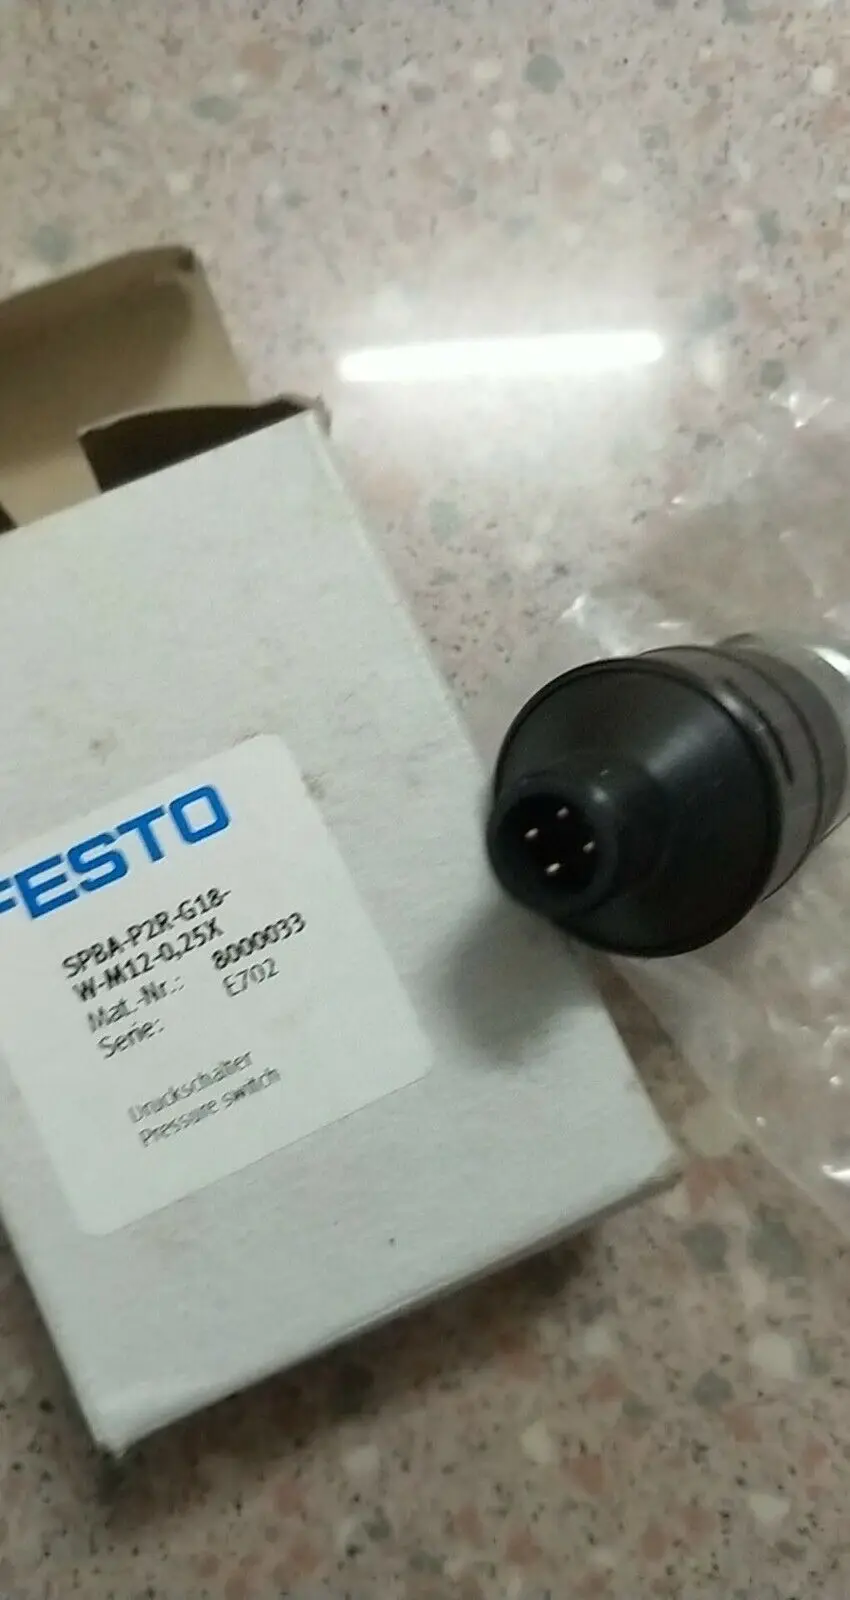 FESTO
SPBA-P2R-G18-
W-M12-0,25X
Mat.-Nr.: 8000033
Serie: E702
Druckschalter
Pressure switch